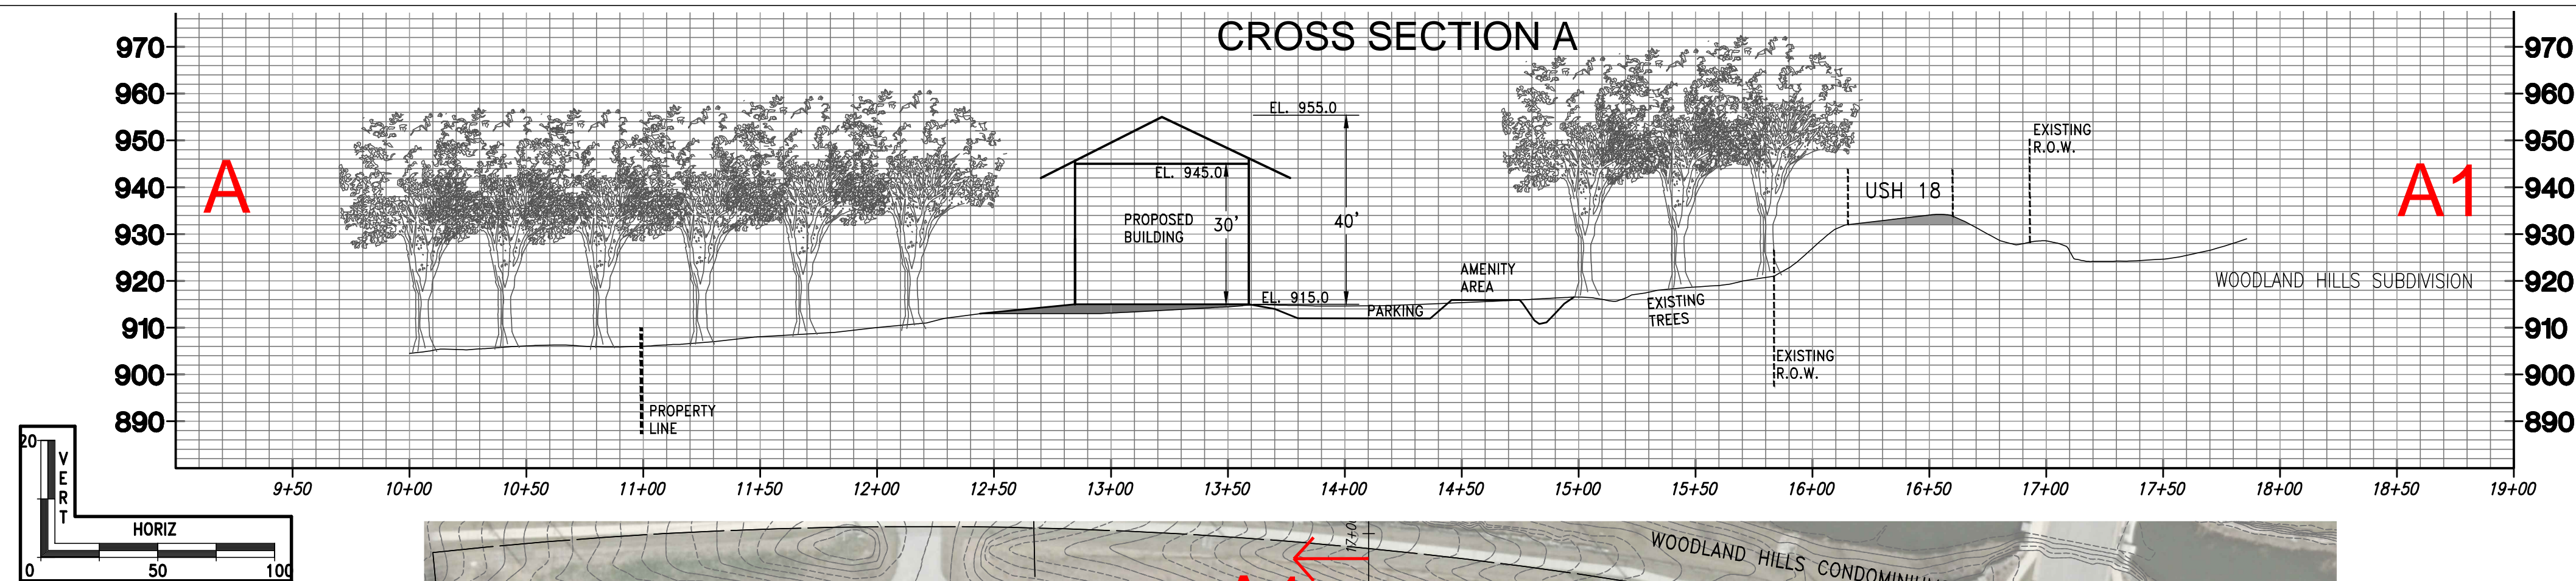 CROSS SECTION A
970
960
950
940
930
920
910
900
890
970
960
950
940
930
920
910
900
890
A
A1
EL. 955.0
EL. 945.0
PROPOSED
BUILDING
30'
40'
EL. 915.0
PARKING
AMENITY
AREA
EXISTING
TREES
EXISTING
R.O.W.
USH 18
EXISTING
R.O.W.
WOODLAND HILLS SUBDIVISION
PROPERTY
LINE
9+50 10+00 10+50 11+00 11+50 12+00 12+50 13+00 13+50 14+00 14+50 15+00 15+50 16+00 16+50 17+00 17+50 18+00 18+50 19+00
20
VERT
HORIZ
0 50 100
WOODLAND HILLS